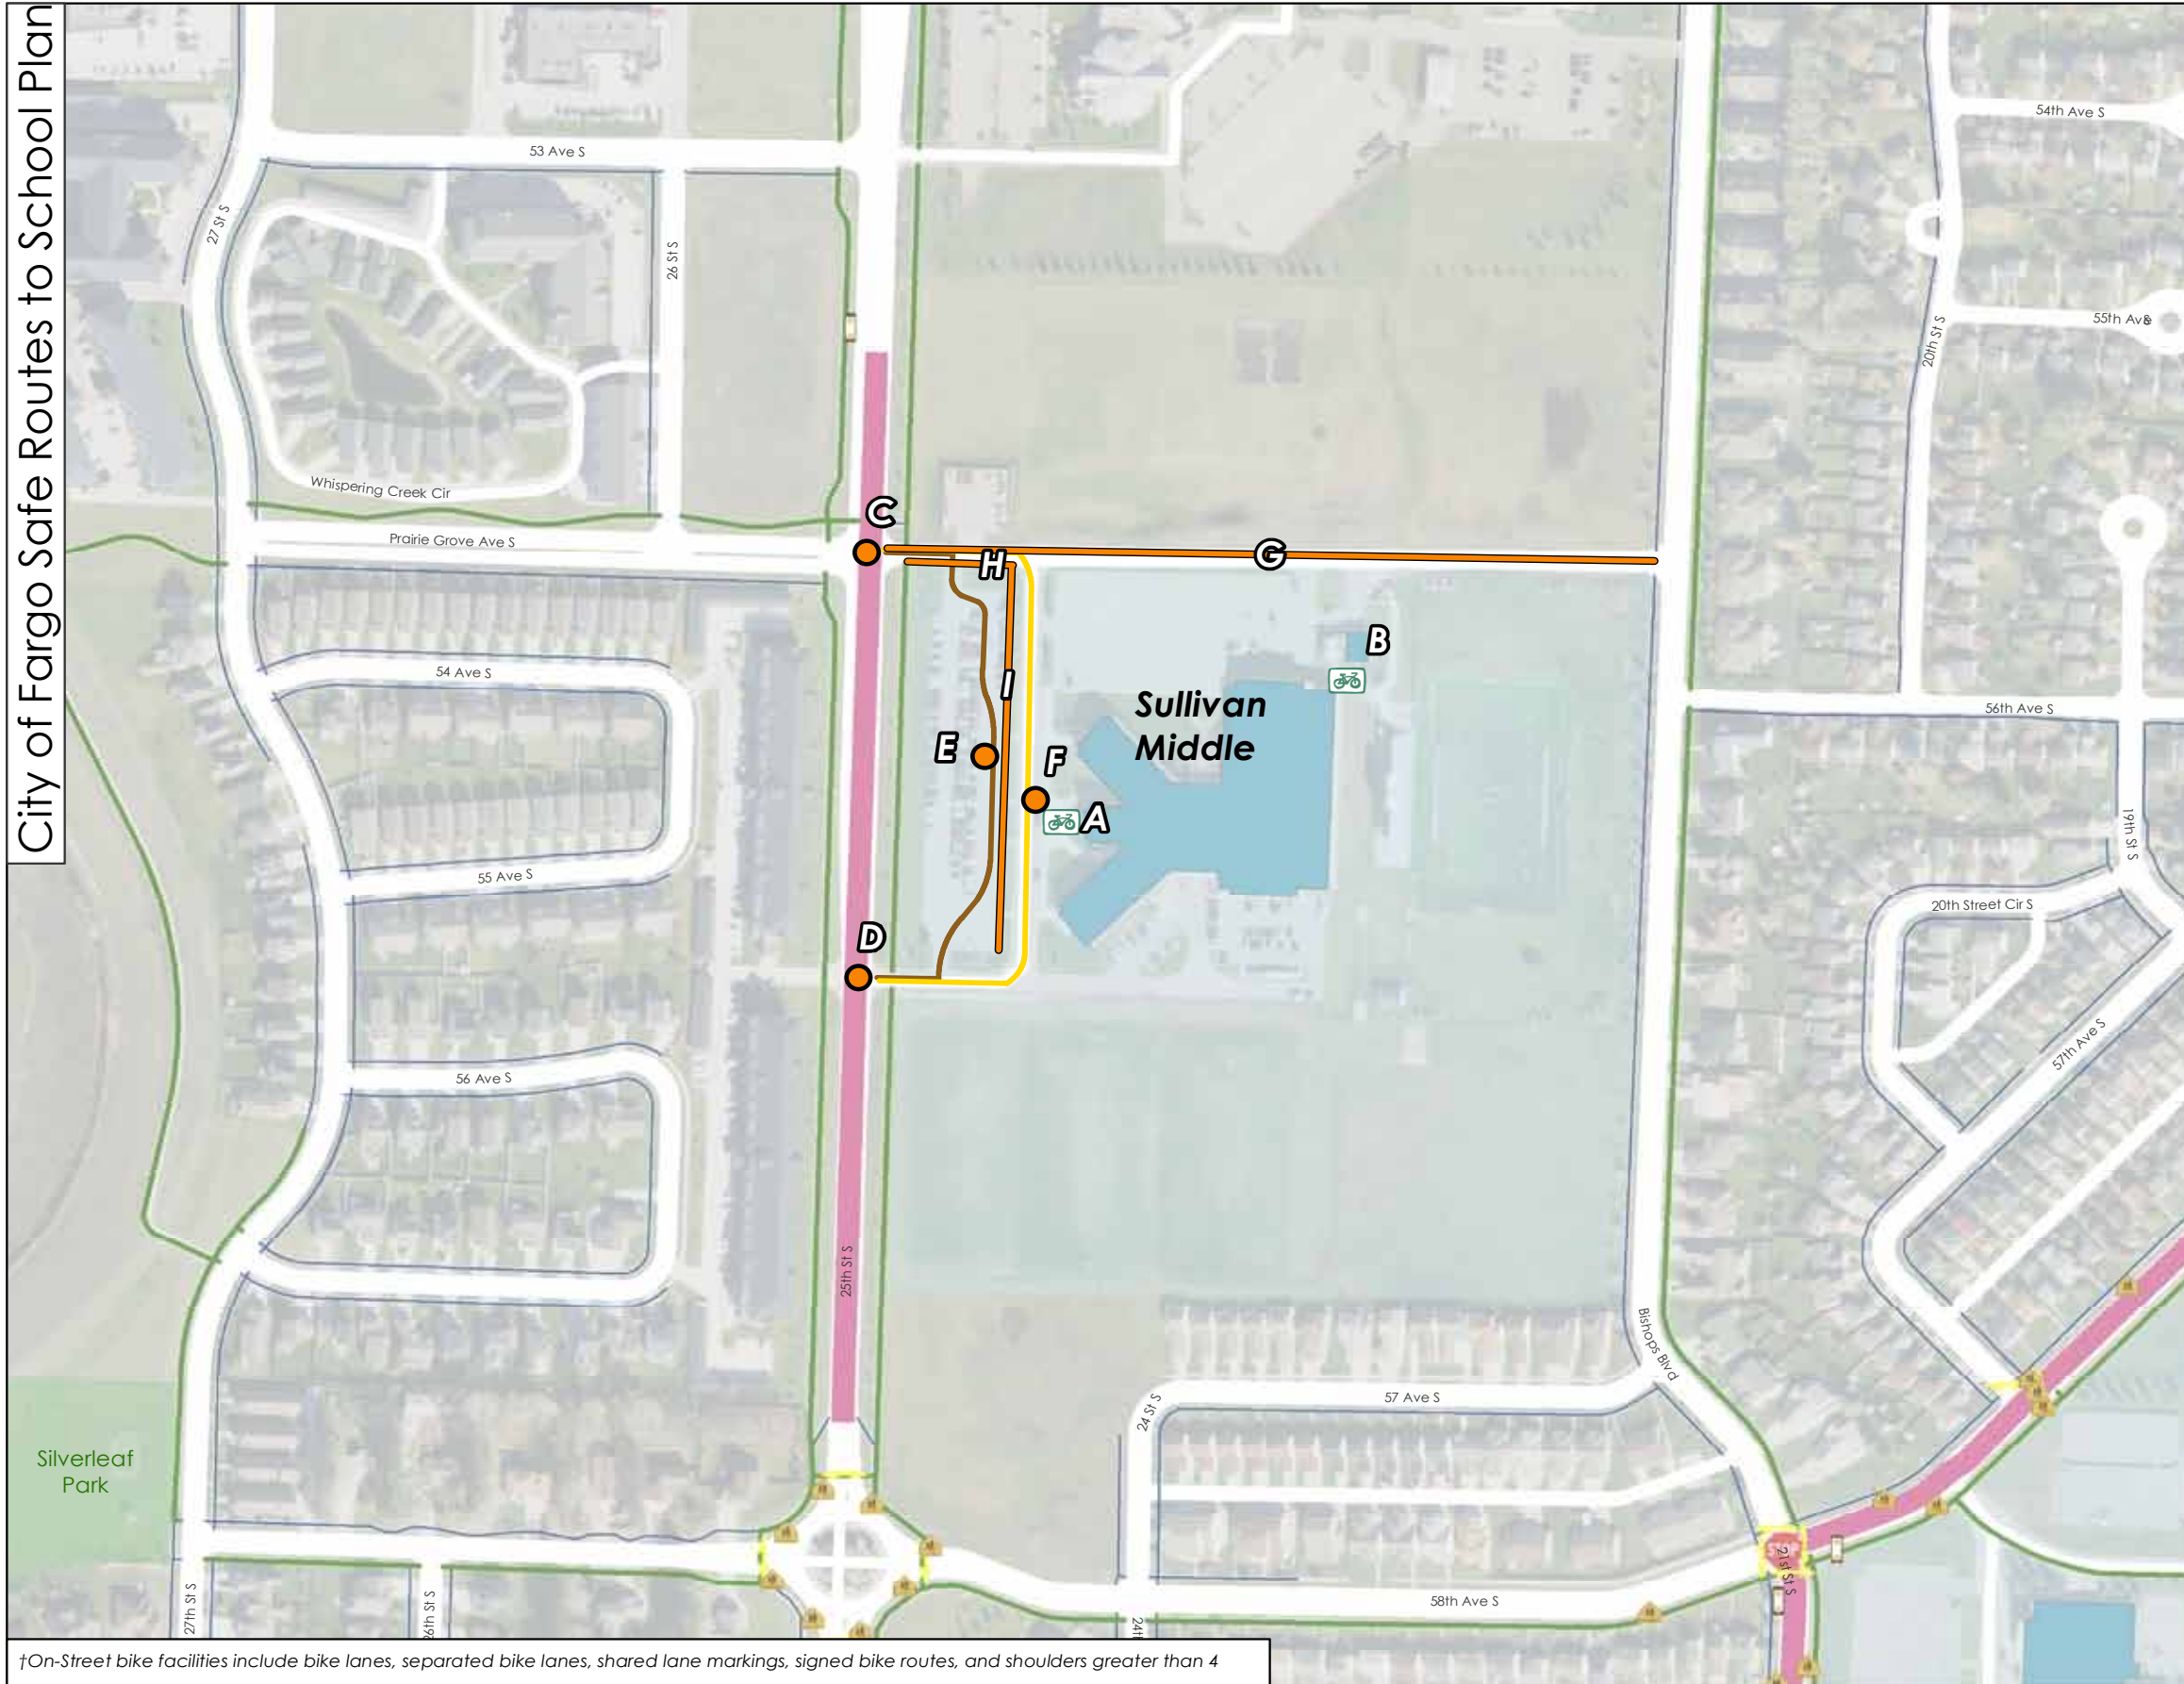 City of Fargo Safe Routes to School Plan
54th Ave S
53 Ave S
27 St S
26 St S
55th Ave
20th St S
Whispering Creek Cir
C
Prairie Grove Ave S
H
G
B
54 Ave S
I
Sullivan
Middle
56th Ave S
E
F
A
19th St S
55 Ave S
20th Street Cir S
D
57th Ave S
56 Ave S
25th St S
Bishops Blvd
57 Ave S
24 St S
Silverleaf
Park
STOP
21st St S
58th Ave S
27th St S
26th St S
24th
†On-Street bike facilities include bike lanes, separated bike lanes, shared lane markings, signed bike routes, and shoulders greater than 4